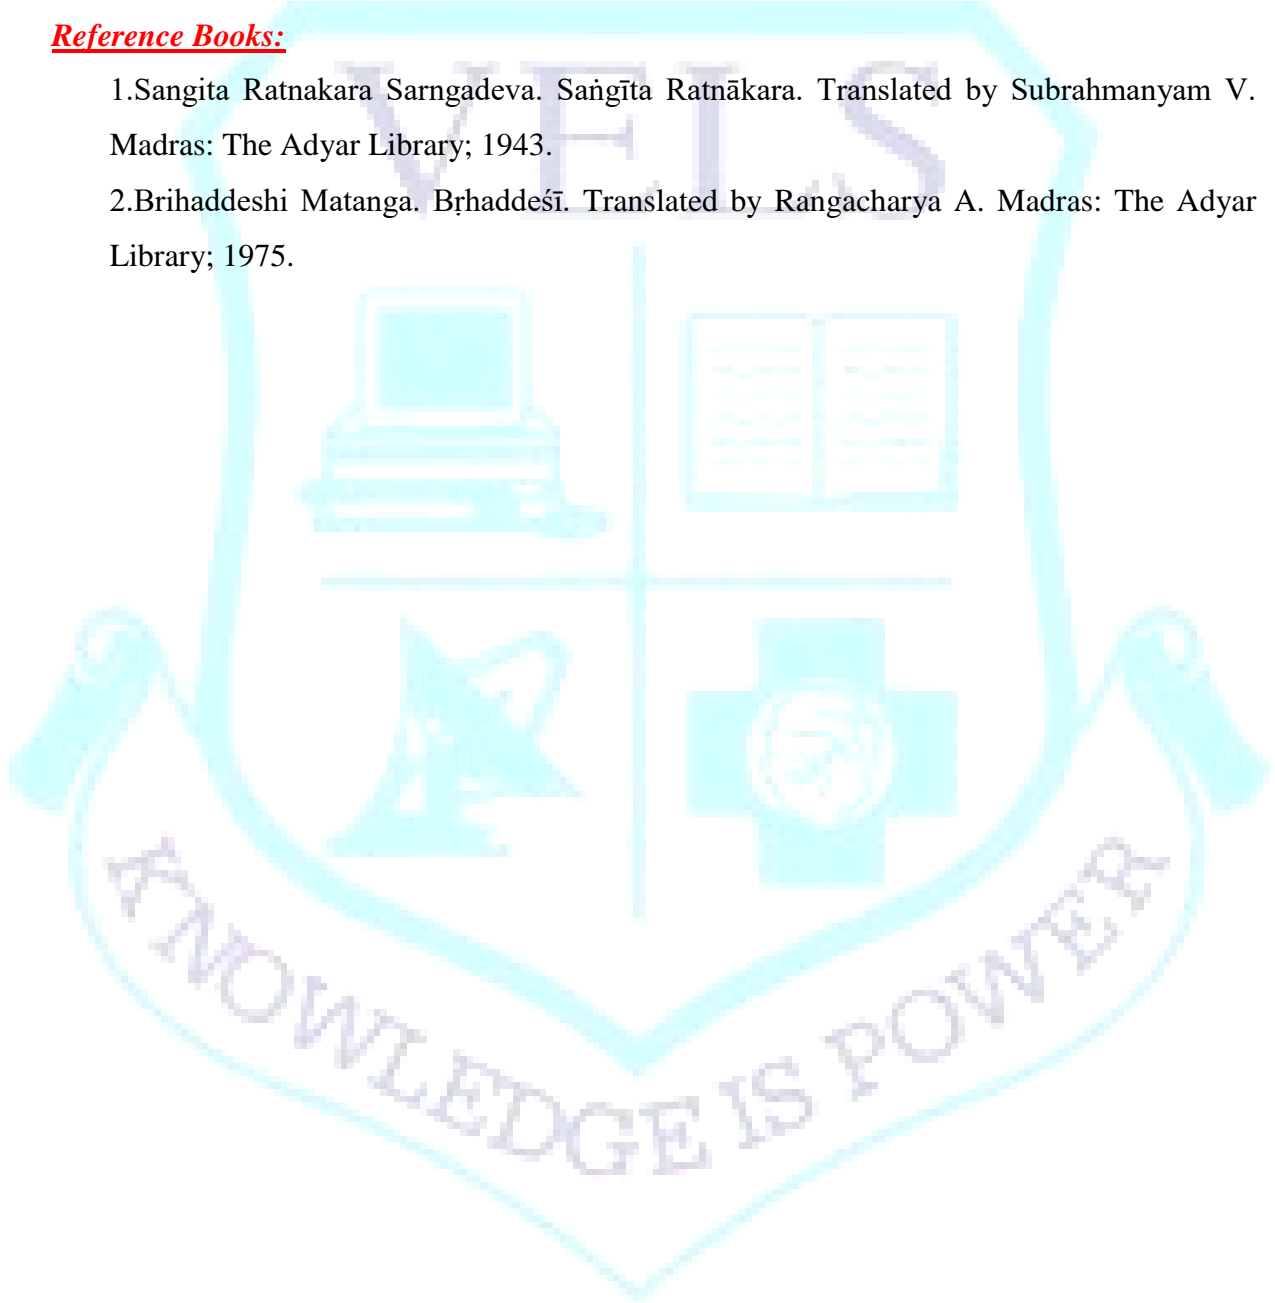 Reference Books:
VELS
1.Sangita Ratnakara Sarngadeva. Saṅgīta Ratnākara. Translated by Subrahmanyam V.
Madras: The Adyar Library; 1943.
2.Brihaddeshi Matanga. Bṛhaddeśī. Translated by Rangacharya A. Madras: The Adyar
Library; 1975.
KNOWLEDGE IS POWER